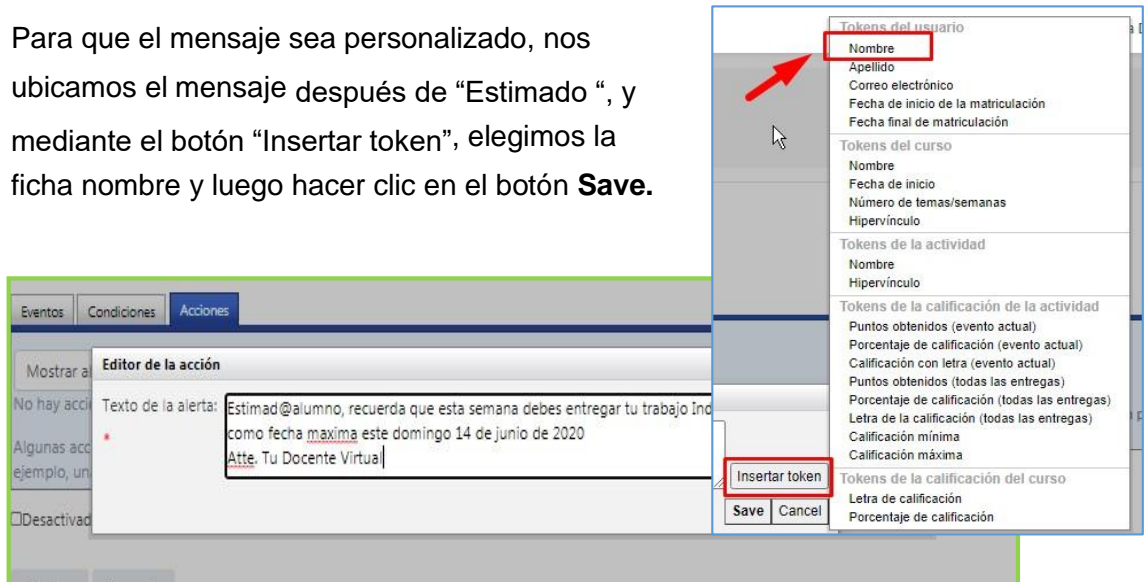 Para que el mensaje sea personalizado, nos
ubicamos el mensaje después de “Estimado “, y
mediante el botón “Insertar token”, elegimos la
ficha nombre y luego hacer clic en el botón Save.
Tokens del usuario
Nombre
Apellido
Correo electrónico
Fecha de inicio de la matriculación
Fecha final de matriculación
Tokens del curso
Nombre
Fecha de inicio
Número de temas/semanas
Hipervínculo
Tokens de la actividad
Nombre
Hipervínculo
Tokens de la calificación de la actividad
Puntos obtenidos (evento actual)
Porcentaje de calificación (evento actual)
Calificación con letra (evento actual)
Puntos obtenidos (todas las entregas)
Porcentaje de calificación (todas las entregas)
Letra de la calificación (todas las entregas)
Calificación mínima
Calificación máxima
Tokens de la calificación del curso
Letra de calificación
Porcentaje de calificación
Insertar token
Save Cancel
Eventos Condiciones Acciones
Mostrar al
Editor de la acción
No hay acci
Texto de la alerta: Estimad@alumno, recuerda que esta semana debes entregar tu trabajo Ind
* como fecha maxima este domingo 14 de junio de 2020
Atte. Tu Docente Virtual
Algunas acc
ejemplo, un
Desactivad